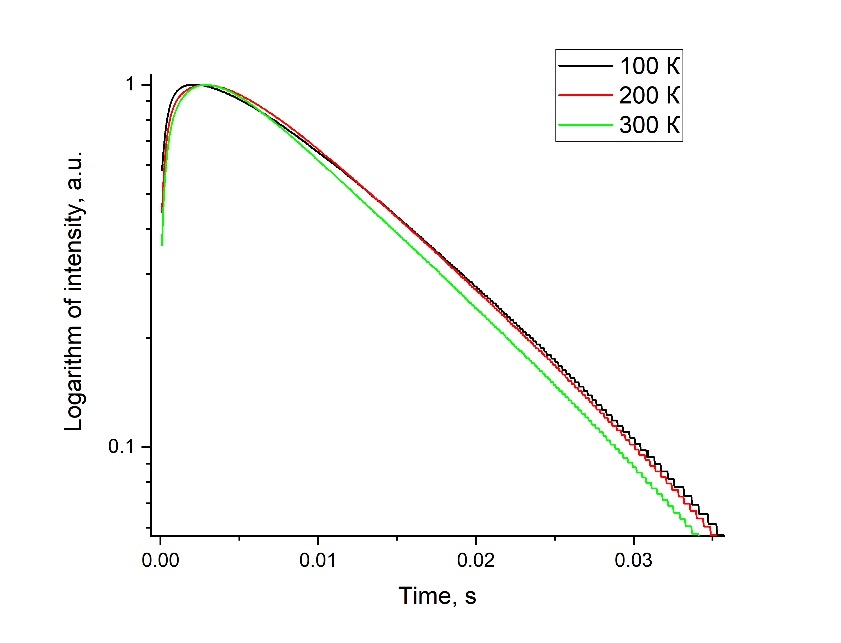 100 K
200 K
300 K
1
0.1
Logarithm of intensity, a.u.
0.00
0.01
0.02
0.03
Time, s